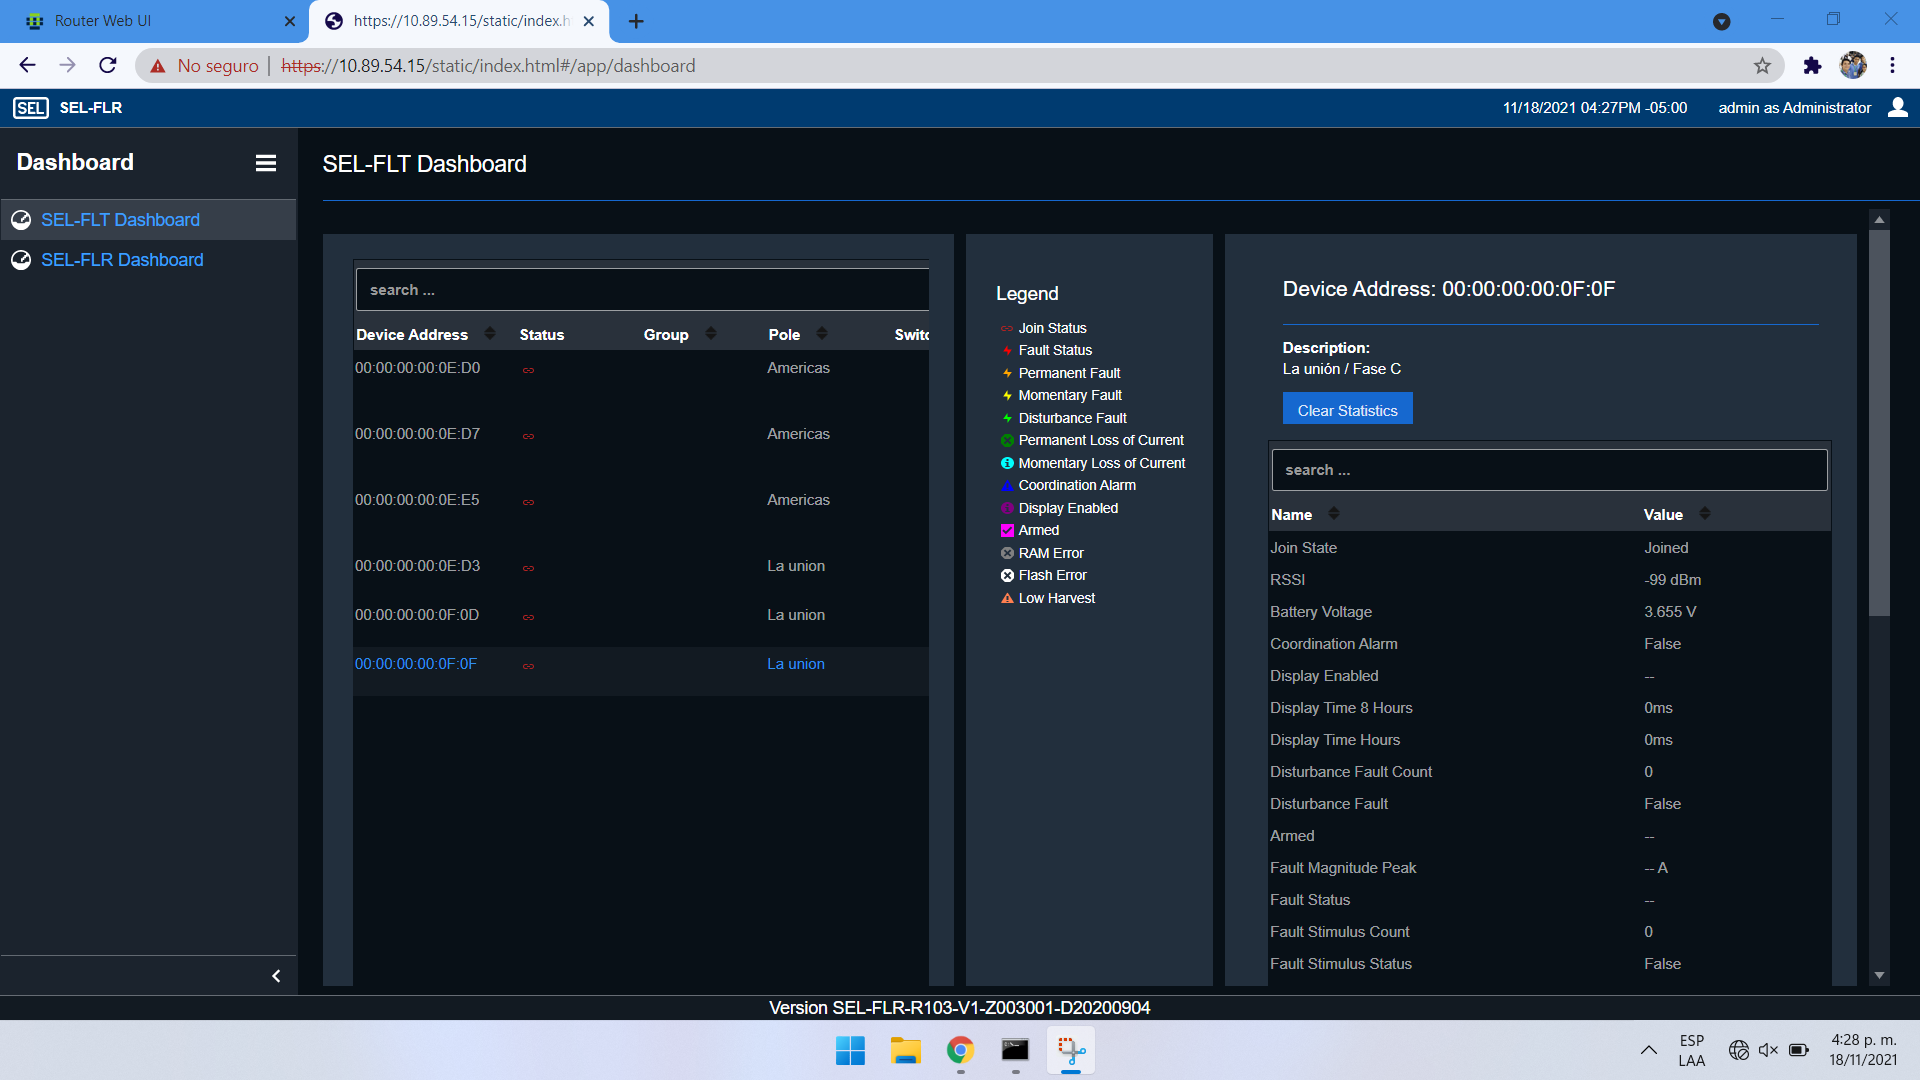 Router Web UI
https://10.89.54.15/static/index.h
No seguro
https://10.89.54.15/static/index.html#/app/dashboard
SEL SEL-FLR
11/18/2021 04:27PM -05:00
admin as Administrator
Dashboard
SEL-FLT Dashboard
SEL-FLR Dashboard
SEL-FLT Dashboard
search ...
Device Address Status Group Pole Switc
00:00:00:00:0E:D0 Americas
00:00:00:00:0E:D7 Americas
00:00:00:00:0E:E5 Americas
00:00:00:00:0E:D3 La union
00:00:00:00:0F:0D La union
00:00:00:00:0F:0F La union
Legend
Join Status
Fault Status
Permanent Fault
Momentary Fault
Disturbance Fault
Permanent Loss of Current
Momentary Loss of Current
Coordination Alarm
Display Enabled
Armed
RAM Error
Flash Error
Low Harvest
Device Address: 00:00:00:00:0F:0F
Description:
La unión / Fase C
Clear Statistics
search ...
Name Value
Join State Joined
RSSI -99 dBm
Battery Voltage 3.655 V
Coordination Alarm False
Display Enabled --
Display Time 8 Hours 0ms
Display Time Hours 0ms
Disturbance Fault Count 0
Disturbance Fault False
Armed --
Fault Magnitude Peak -- A
Fault Status --
Fault Stimulus Count 0
Fault Stimulus Status False
Version SEL-FLR-R103-V1-Z003001-D20200904
ESP
LAA
4:28 p. m.
18/11/2021